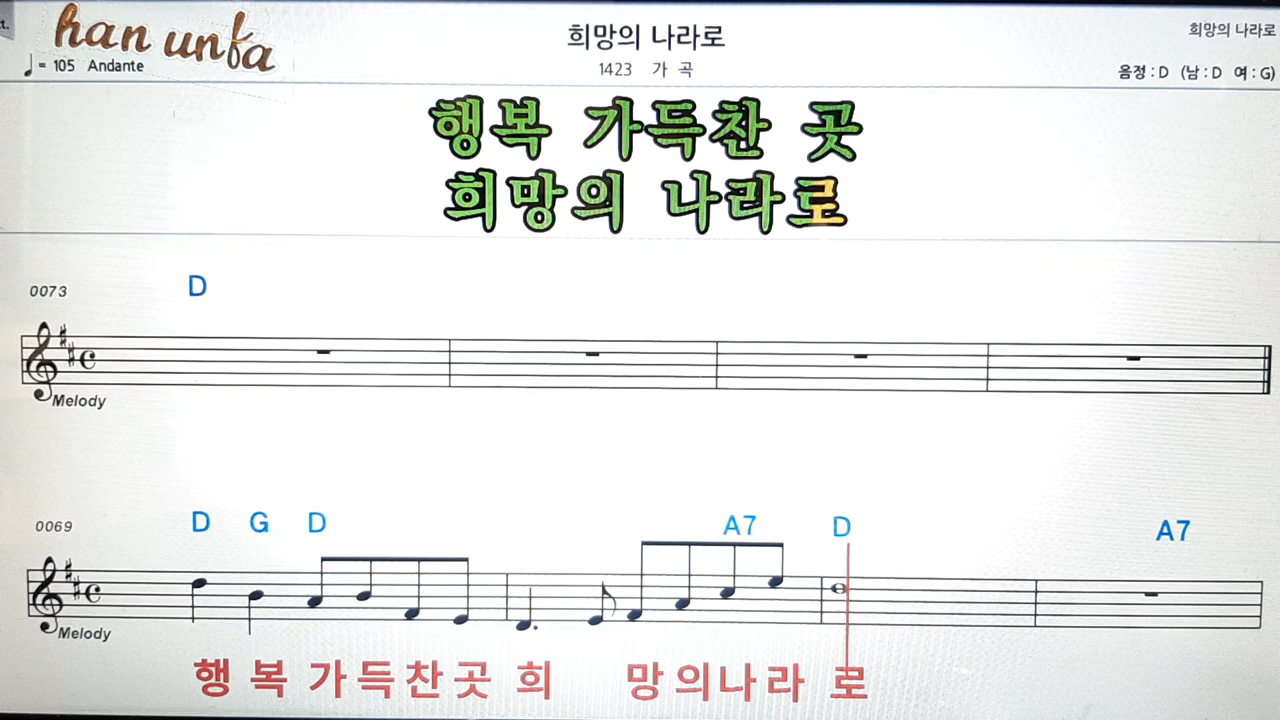 t.
han unfa
♩= 105 Andante
희망의 나라로
1423 가 곡
희망의 나라로
음정 : D (남 : D 여 : G)
행복 가득찬 곳
희망의 나라로
0073
D
Melody
0069
D G D A7 D A7
Melody
행 복 가득찬곳 희 망의나라 로